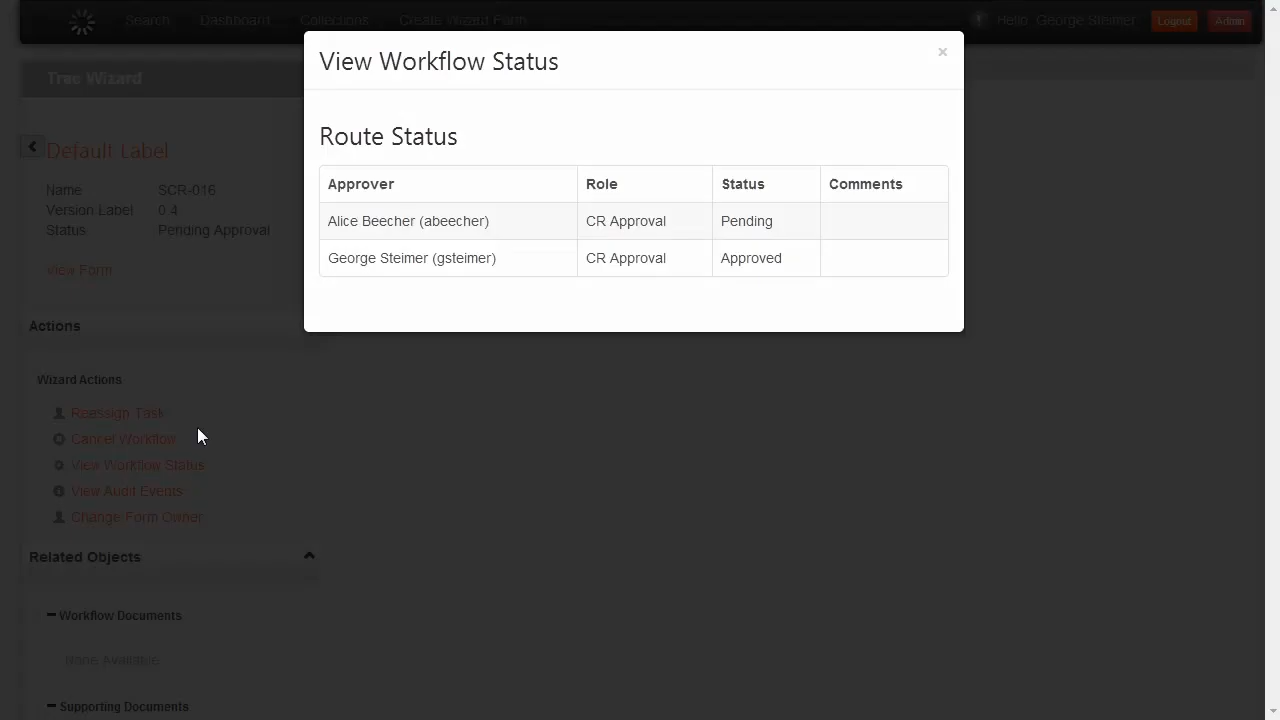 Search Dashboard Collections Create Wizard Form Hello George Steimer Logout Admin
View Workflow Status ×
Tree Wizard
Route Status
Default Label
Approver Role Status Comments
Name SCR-016
Version Label 0.4
Status Pending Approval
Alice Beecher (abeecher) CR Approval Pending
George Steimer (gsteimer) CR Approval Approved
View Form
Actions
Wizard Actions
Reassign Task
Cancel Workflow
View Workflow Status
View Audit Events
Change Form Owner
Related Objects
Workflow Documents
None Available
Supporting Documents